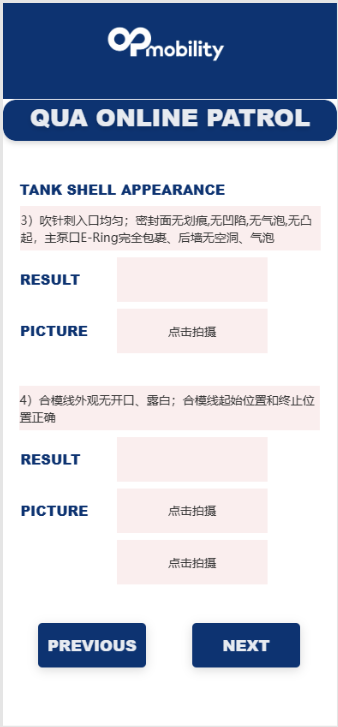 OPmobility
QUA ONLINE PATROL
TANK SHELL APPEARANCE
3）吹针刺入口均匀；密封面无划痕,无凹陷,无气泡,无凸
起，主泵口E-Ring完全包裹、后墙无空洞、气泡
RESULT
PICTURE
点击拍摄
4）合模线外观无开口、露白；合模线起始位置和终止位
置正确
RESULT
PICTURE
点击拍摄
点击拍摄
PREVIOUS
NEXT